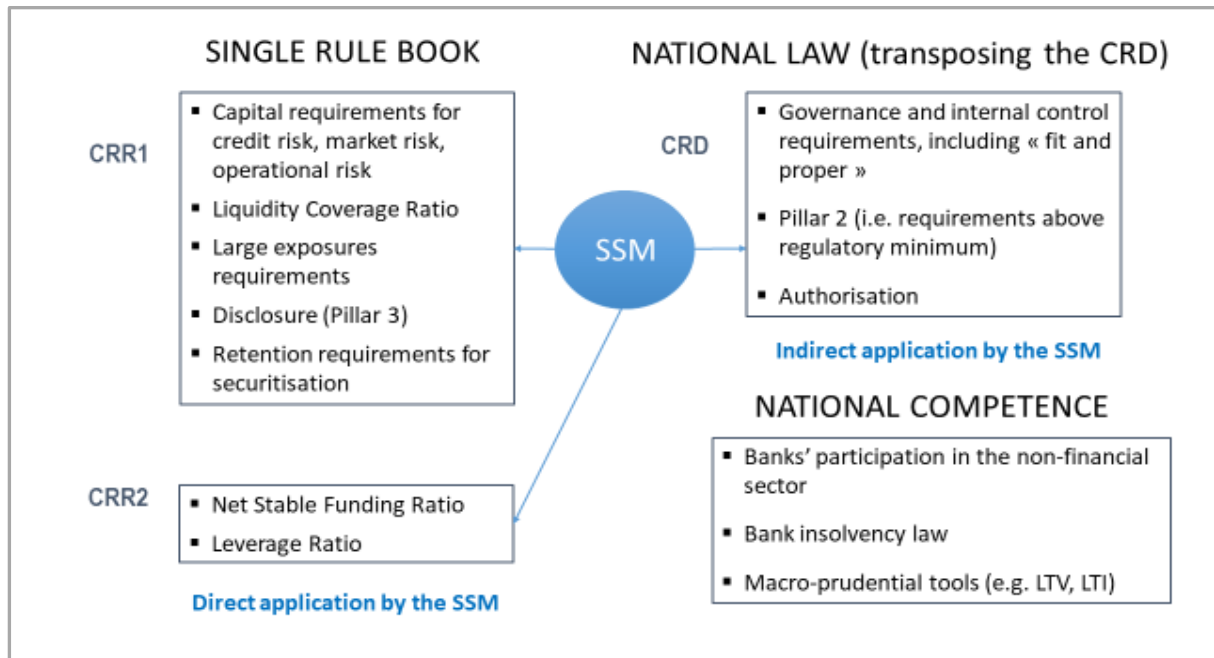 SINGLE RULE BOOK
CRR1
▪ Capital requirements for
credit risk, market risk,
operational risk
▪ Liquidity Coverage Ratio
▪ Large exposures
requirements
▪ Disclosure (Pillar 3)
▪ Retention requirements for
securitisation
CRR2
▪ Net Stable Funding Ratio
▪ Leverage Ratio
Direct application by the SSM
SSM
NATIONAL LAW (transposing the CRD)
CRD
▪ Governance and internal control
requirements, including « fit and
proper »
▪ Pillar 2 (i.e. requirements above
regulatory minimum)
▪ Authorisation
Indirect application by the SSM
NATIONAL COMPETENCE
▪ Banks' participation in the non-financial
sector
▪ Bank insolvency law
▪ Macro-prudential tools (e.g. LTV, LTI)